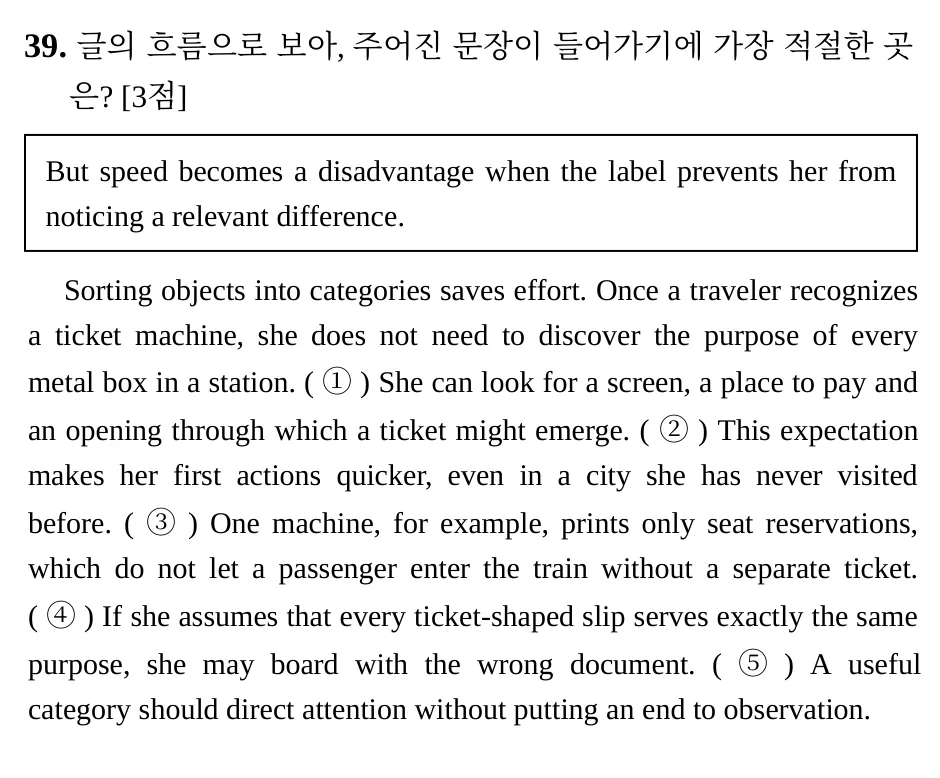 39. 글의 흐름으로 보아, 주어진 문장이 들어가기에 가장 적절한 곳
은? [3점]
But speed becomes a disadvantage when the label prevents her from
noticing a relevant difference.
Sorting objects into categories saves effort. Once a traveler recognizes
a ticket machine, she does not need to discover the purpose of every
metal box in a station. ( ① ) She can look for a screen, a place to pay and
an opening through which a ticket might emerge. ( ② ) This expectation
makes her first actions quicker, even in a city she has never visited
before. ( ③ ) One machine, for example, prints only seat reservations,
which do not let a passenger enter the train without a separate ticket.
( ④ ) If she assumes that every ticket-shaped slip serves exactly the same
purpose, she may board with the wrong document. ( ⑤ ) A useful
category should direct attention without putting an end to observation.